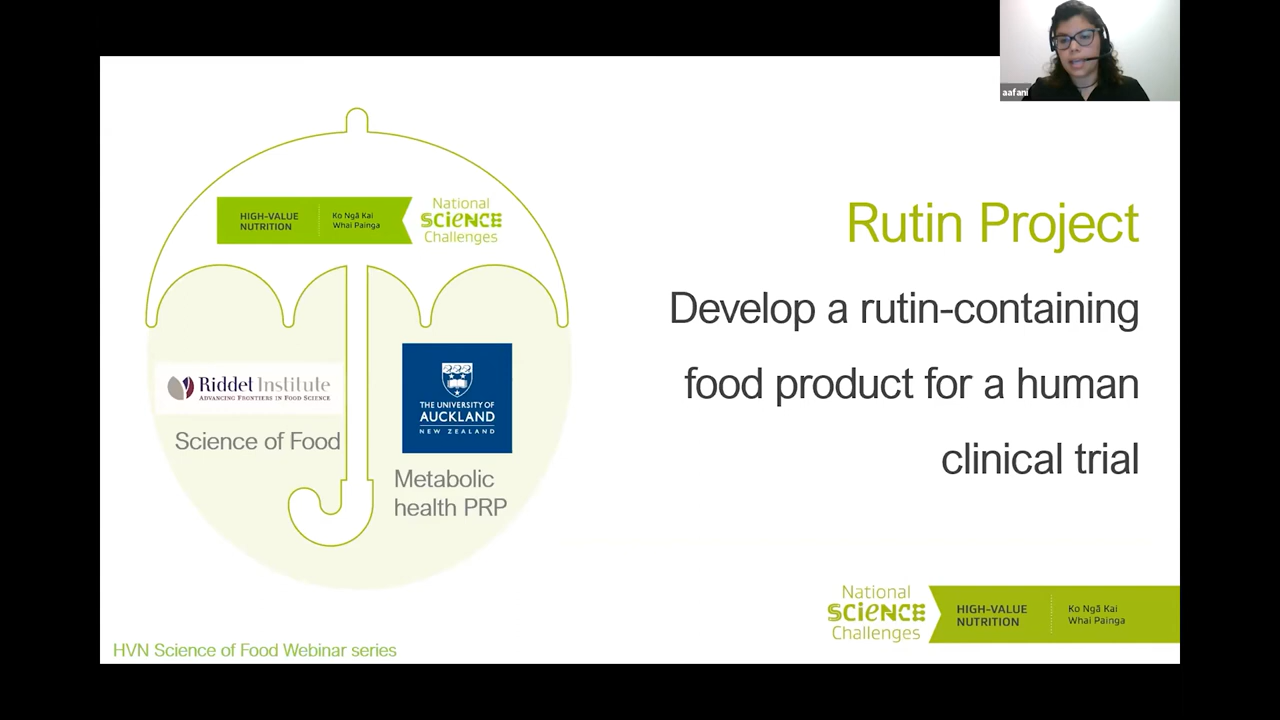 aafani
HIGH-VALUE
NUTRITION
Ko Ngā Kai
Whai Painga
National
SCIENCE
Challenges
Rutin Project
Develop a rutin-containing
food product for a human
clinical trial
Riddet Institute
ADVANCING FRONTIERS IN FOOD SCIENCE
Science of Food
THE UNIVERSITY OF
AUCKLAND
NEW ZEALAND
Metabolic
health PRP
National
SCIENCE
Challenges
HIGH-VALUE
NUTRITION
Ko Ngā Kai
Whai Painga
HVN Science of Food Webinar series